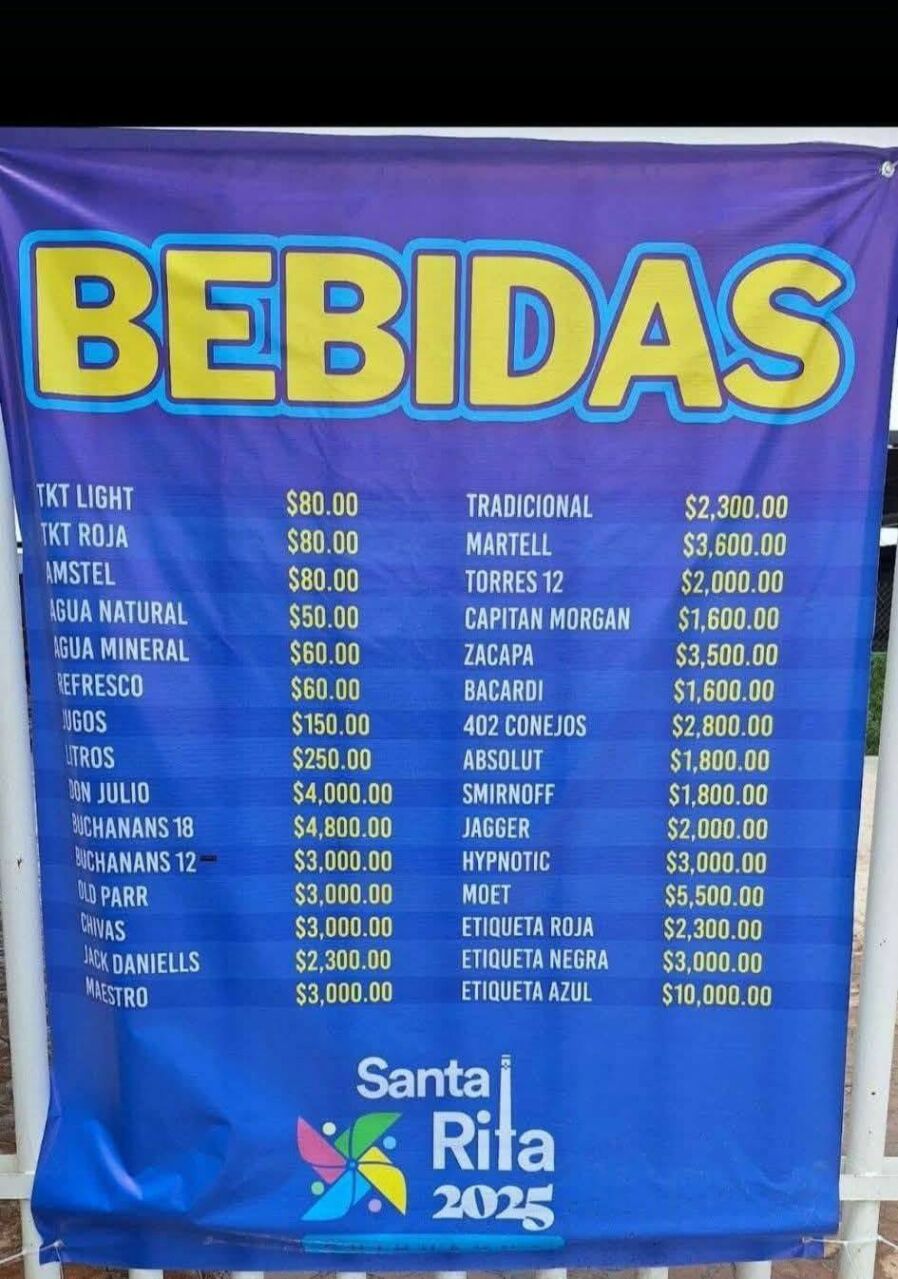 BEBIDAS
TKT LIGHT $80.00
TKT ROJA $80.00
AMSTEL $80.00
AGUA NATURAL $50.00
AGUA MINERAL $60.00
REFRESCO $60.00
JUGOS $150.00
LITROS $250.00
DON JULIO $4,000.00
BUCHANANS 18 $4,800.00
BUCHANANS 12 $3,000.00
OLD PARR $3,000.00
CHIVAS $3,000.00
JACK DANIELLS $2,300.00
MAESTRO $3,000.00
TRADICIONAL $2,300.00
MARTELL $3,600.00
TORRES 12 $2,000.00
CAPITAN MORGAN $1,600.00
ZACAPA $3,500.00
BACARDI $1,600.00
402 CONEJOS $2,800.00
ABSOLUT $1,800.00
SMIRNOFF $1,800.00
JAGGER $2,000.00
HYPNOTIC $3,000.00
MOET $5,500.00
ETIQUETA ROJA $2,300.00
ETIQUETA NEGRA $3,000.00
ETIQUETA AZUL $10,000.00
Santa
Rita
2025